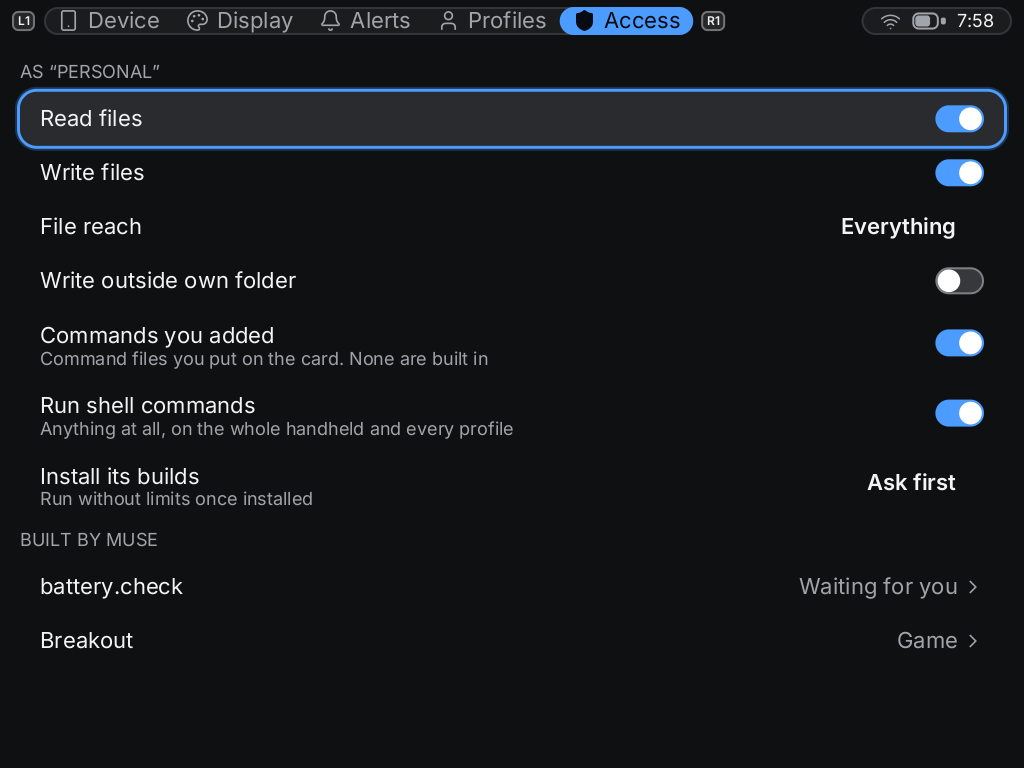 L1 Device Display Alerts Profiles Access R1 7:58
AS “PERSONAL”
Read files
Write files
File reach Everything
Write outside own folder
Commands you added
Command files you put on the card. None are built in
Run shell commands
Anything at all, on the whole handheld and every profile
Install its builds Ask first
Run without limits once installed
BUILT BY MUSE
battery.check Waiting for you
Breakout Game